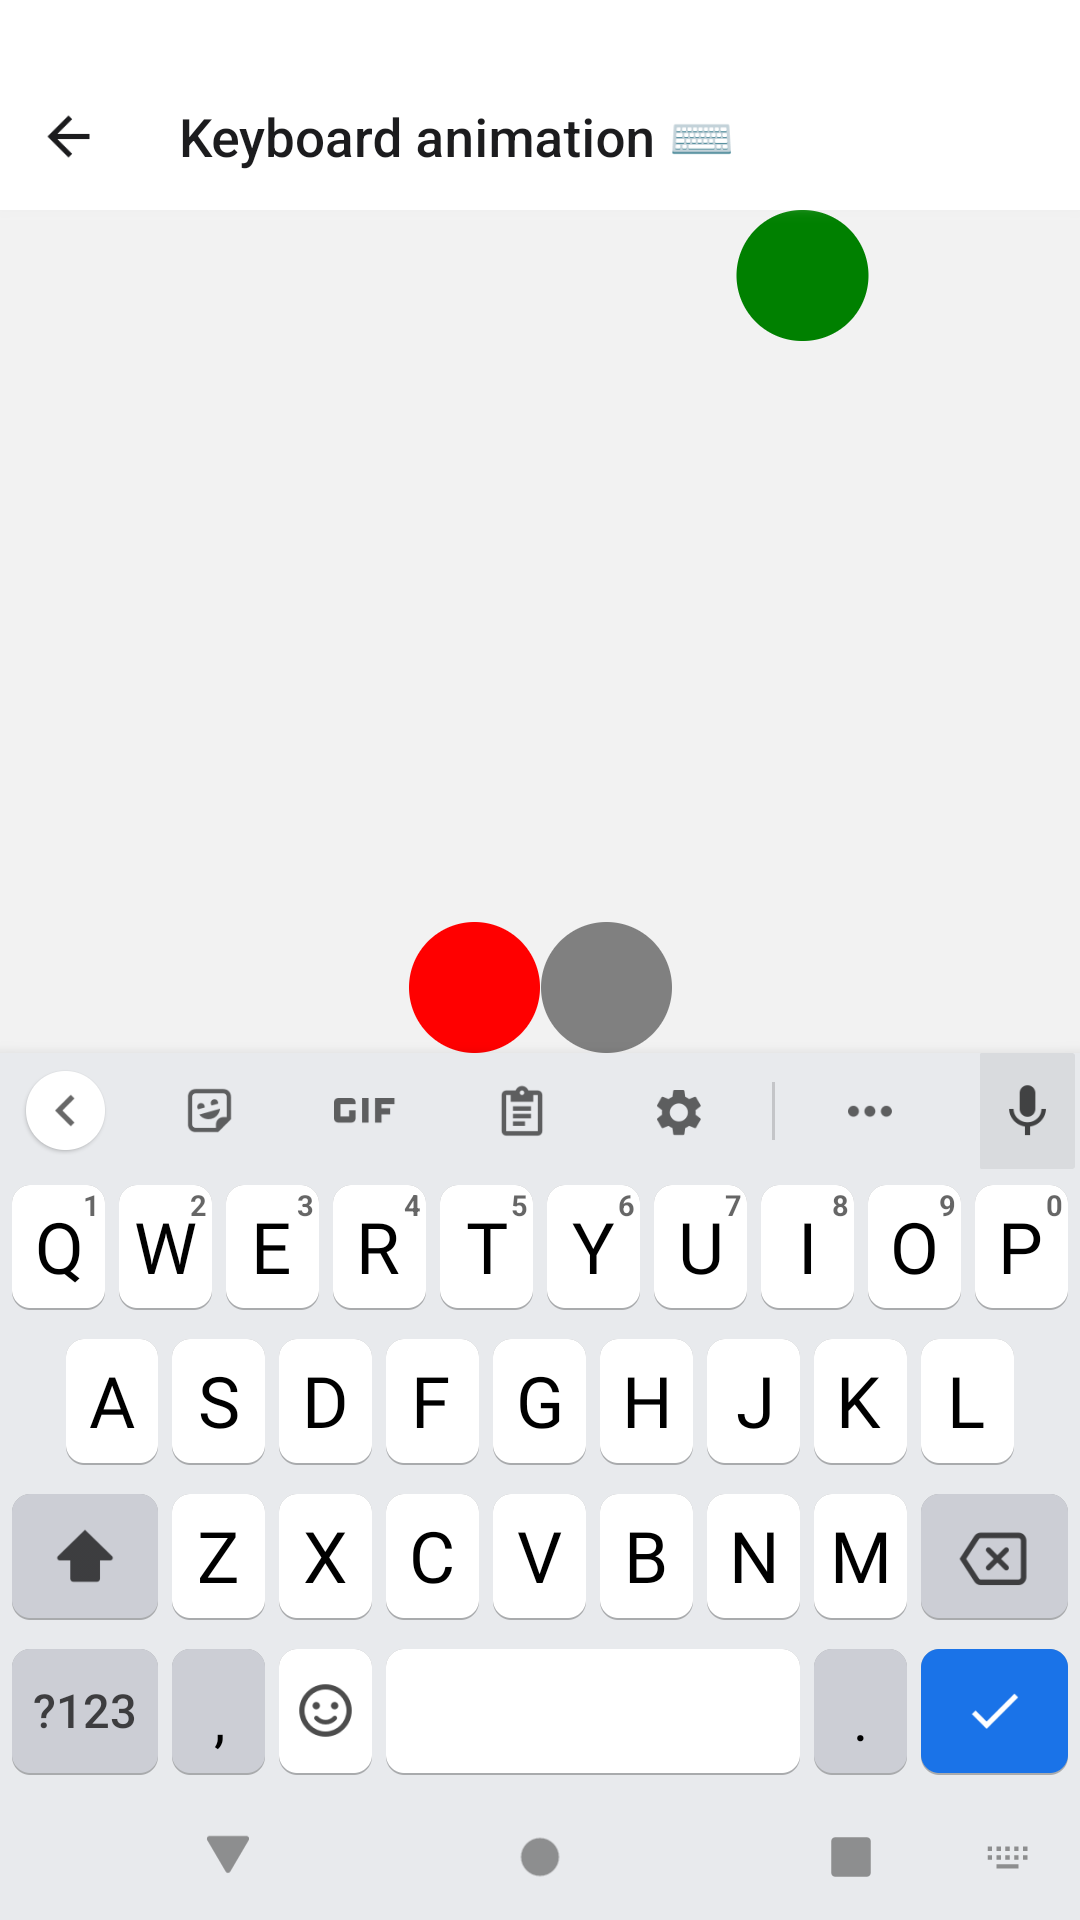 Keyboard animation ⌨️
GIF
1 2 3 4 5 6 7 8 9 0
Q W E R T Y U I O P
A S D F G H J K L
Z X C V B N M
?123 , .